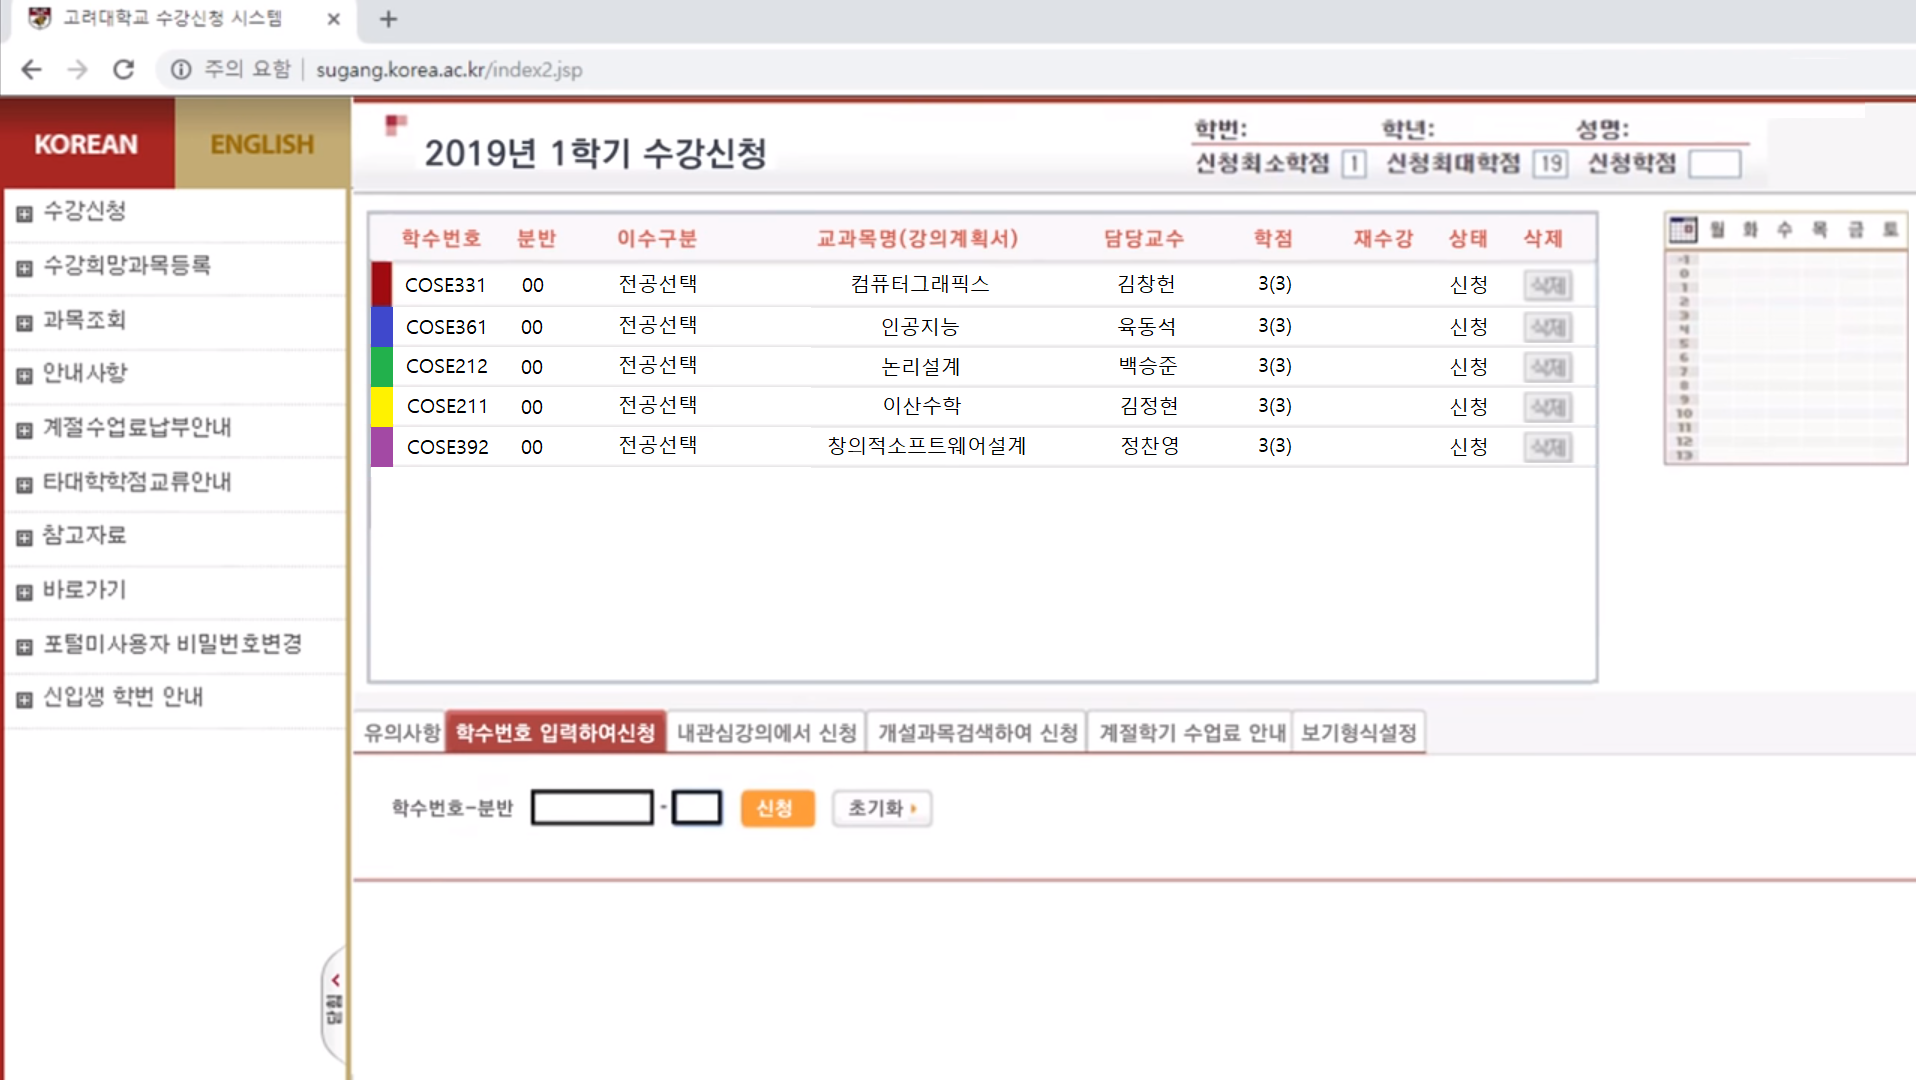 고려대학교 수강신청 시스템
주의 요함 sugang.korea.ac.kr/index2.jsp
KOREAN ENGLISH
수강신청
수강희망과목등록
과목조회
안내사항
계절수업료납부안내
타대학학점교류안내
참고자료
바로가기
포털미사용자 비밀번호변경
신입생 학번 안내
닫힘
2019년 1학기 수강신청
학번: 학년: 성명:
신청최소학점 1 신청최대학점 19 신청학점
학수번호 분반 이수구분 교과목명(강의계획서) 담당교수 학점 재수강 상태 삭제
COSE331 00 전공선택 컴퓨터그래픽스 김창헌 3(3) 신청 삭제
COSE361 00 전공선택 인공지능 육동석 3(3) 신청 삭제
COSE212 00 전공선택 논리설계 백승준 3(3) 신청 삭제
COSE211 00 전공선택 이산수학 김정현 3(3) 신청 삭제
COSE392 00 전공선택 창의적소프트웨어설계 정찬영 3(3) 신청 삭제
월 화 수 목 금 토
-1
0
1
2
3
4
5
6
7
8
9
10
11
12
13
유의사항 학수번호 입력하여신청 내관심강의에서 신청 개설과목검색하여 신청 계절학기 수업료 안내 보기형식설정
학수번호-분반 - 신청 초기화